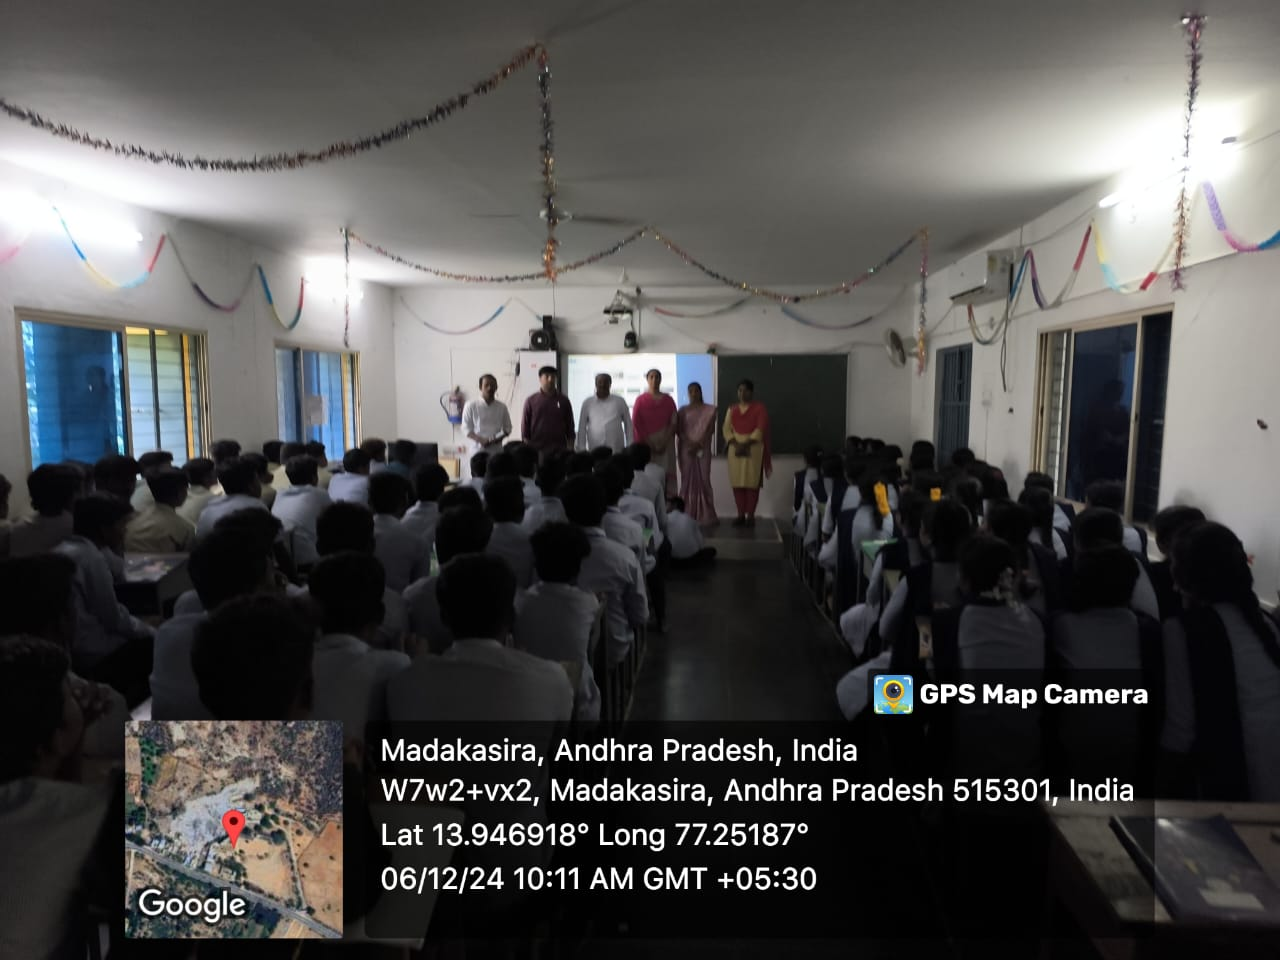 GPS Map Camera
Madakasira, Andhra Pradesh, India
W7w2+vx2, Madakasira, Andhra Pradesh 515301, India
Lat 13.946918° Long 77.25187°
06/12/24 10:11 AM GMT +05:30
Google